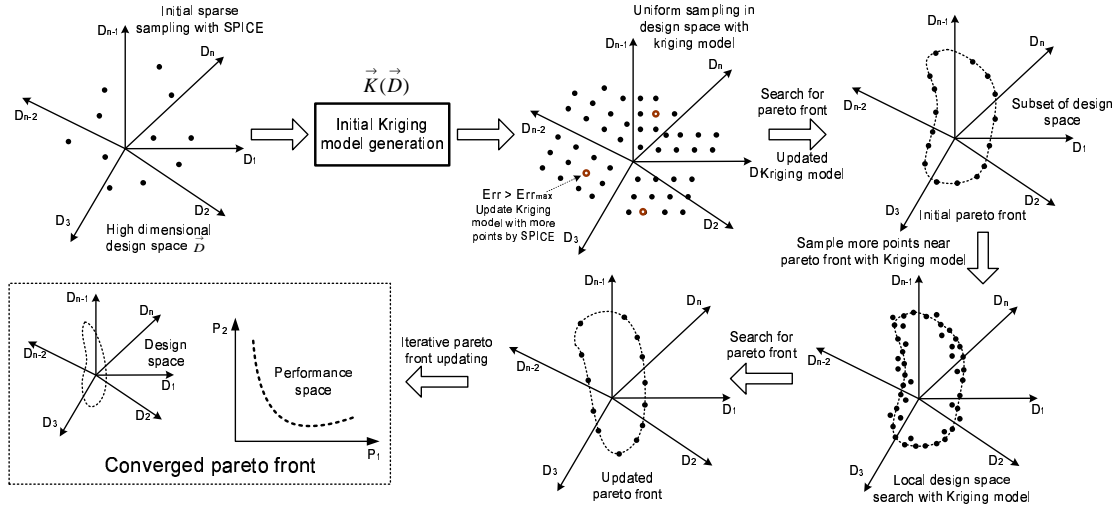 Initial sparse
sampling with SPICE
Dn-1
Dn
Dn-2
D1
D2
D3
High dimensional
design space D
K(D)
Initial Kriging
model generation
Uniform sampling in
design space with
kriging model
Dn-1
Dn
Dn-2
D
D2
D3
Err > Errmax
Update Kriging
model with more
points by SPICE
Search for
pareto front
Updated
Kriging model
Dn-1
Dn
Dn-2
Subset of design
space
D1
D2
D3
Initial pareto front
Sample more points near
pareto front with Kriging model
Dn-1
Dn
Dn-2
D1
D2
D3
Local design space
search with Kriging model
Search for
pareto front
Dn-1
Dn
Dn-2
D1
D2
D3
Updated
pareto front
Iterative pareto
front updating
Dn-1
Dn
Dn-2
Design
space
D1
D2
D3
P2
Performance
space
P1
Converged pareto front